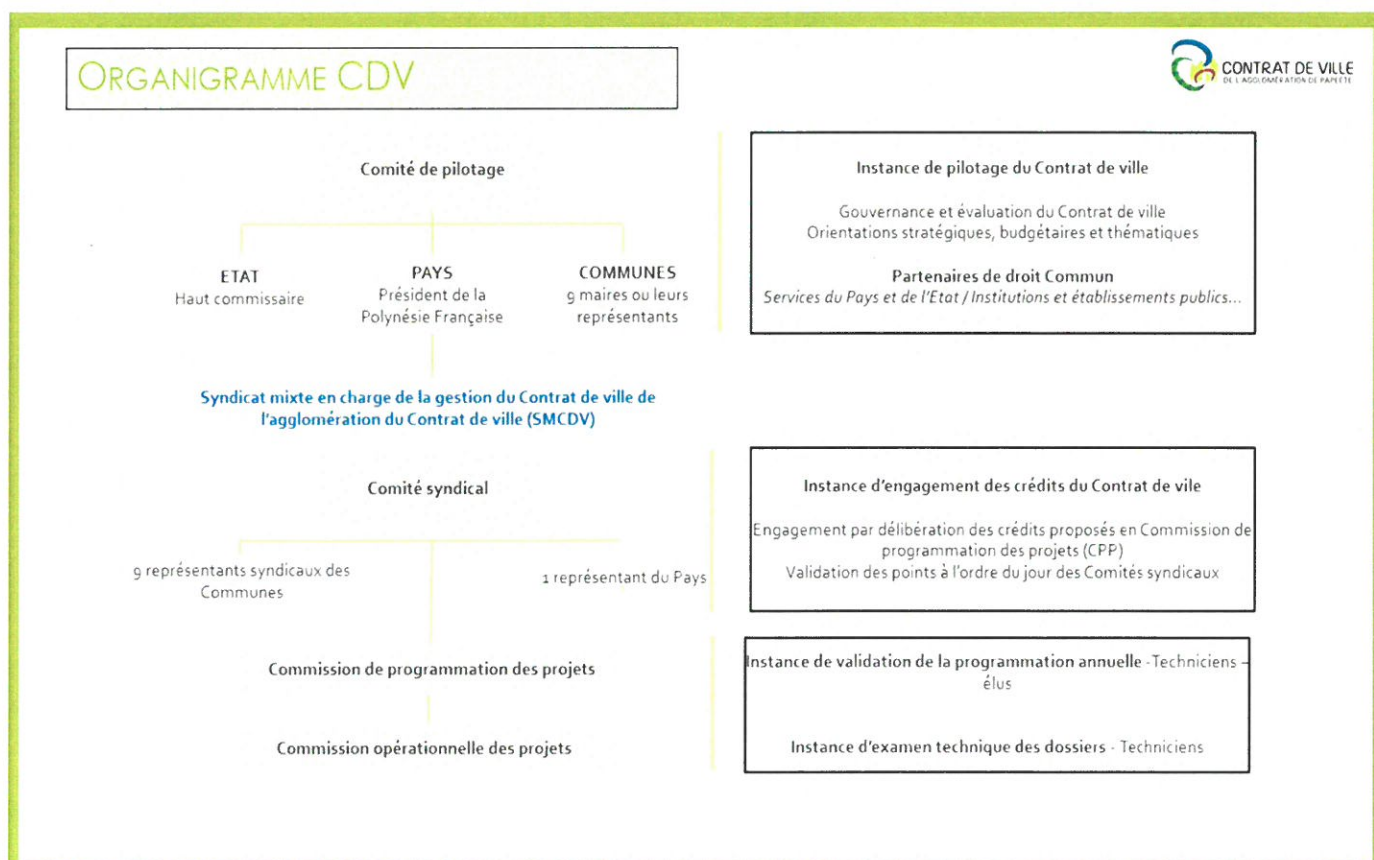 ORGANIGRAMME CDV
CONTRAT DE VILLE
DE L'AGGLOMÉRATION DE PAPEETE
Comité de pilotage
ETAT
Haut commissaire
PAYS
Président de la
Polynésie Française
COMMUNES
9 maires ou leurs
représentants
Instance de pilotage du Contrat de ville
Gouvernance et évaluation du Contrat de ville
Orientations stratégiques, budgétaires et thématiques
Partenaires de droit Commun
Services du Pays et de l'Etat / Institutions et établissements publics...
Syndicat mixte en charge de la gestion du Contrat de ville de
l'agglomération du Contrat de ville (SMCDV)
Comité syndical
9 représentants syndicaux des
Communes
1 représentant du Pays
Instance d'engagement des crédits du Contrat de vile
Engagement par délibération des crédits proposés en Commission de
programmation des projets (CPP)
Validation des points à l'ordre du jour des Comités syndicaux
Commission de programmation des projets
Instance de validation de la programmation annuelle - Techniciens –
élus
Commission opérationnelle des projets
Instance d'examen technique des dossiers - Techniciens